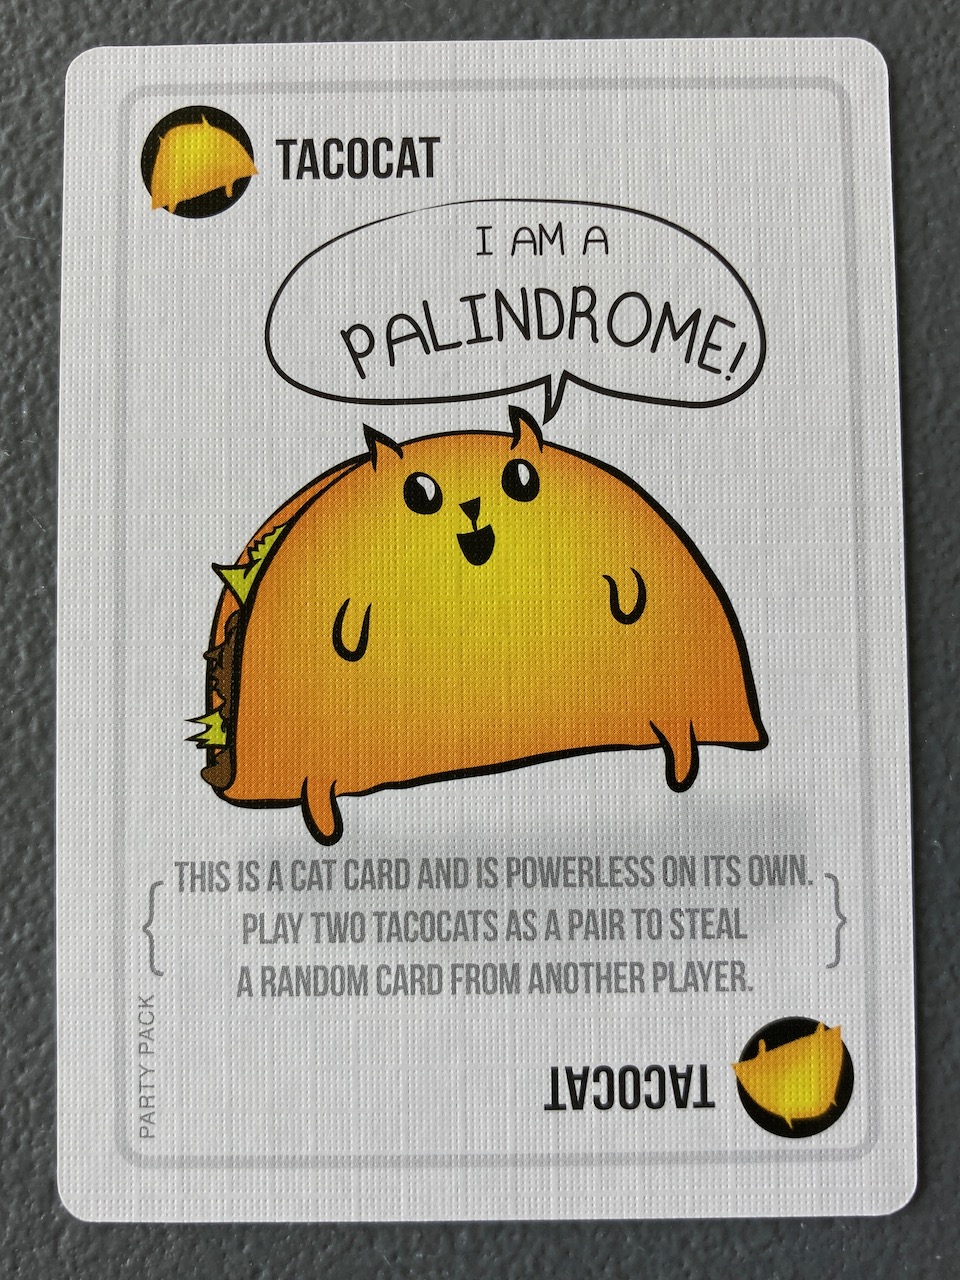 TACOCAT
I AM A
PALINDROME!
THIS IS A CAT CARD AND IS POWERLESS ON ITS OWN.
PLAY TWO TACOCATS AS A PAIR TO STEAL
A RANDOM CARD FROM ANOTHER PLAYER.
PARTY PACK
TACOCAT